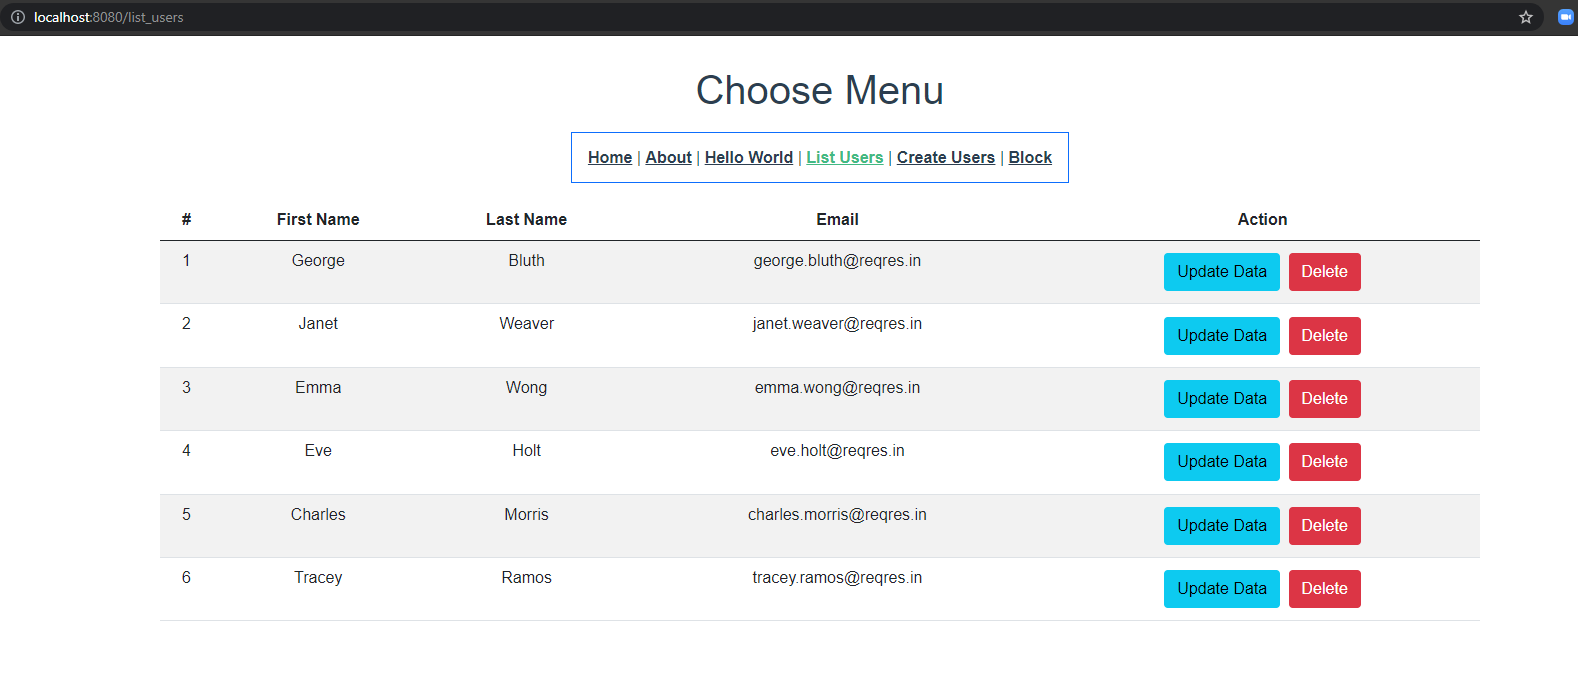 localhost:8080/list_users
Choose Menu
Home | About | Hello World | List Users | Create Users | Block
# First Name Last Name Email Action
1 George Bluth george.bluth@reqres.in Update Data Delete
2 Janet Weaver janet.weaver@reqres.in Update Data Delete
3 Emma Wong emma.wong@reqres.in Update Data Delete
4 Eve Holt eve.holt@reqres.in Update Data Delete
5 Charles Morris charles.morris@reqres.in Update Data Delete
6 Tracey Ramos tracey.ramos@reqres.in Update Data Delete